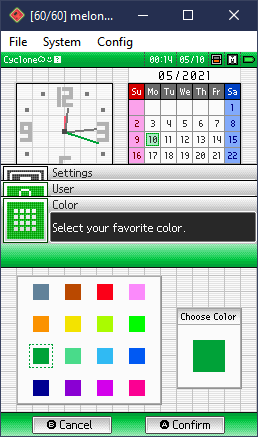 [60/60] melon...
File System Config
Cyclone 00:14 05/10 M
05/2021
12
3
9
6
Su Mo Tu We Th Fr Sa
1
2 3 4 5 6 7 8
9 10 11 12 13 14 15
16 17 18 19 20 21 22
Settings
User
Color
Select your favorite color.
Choose Color
B Cancel
A Confirm